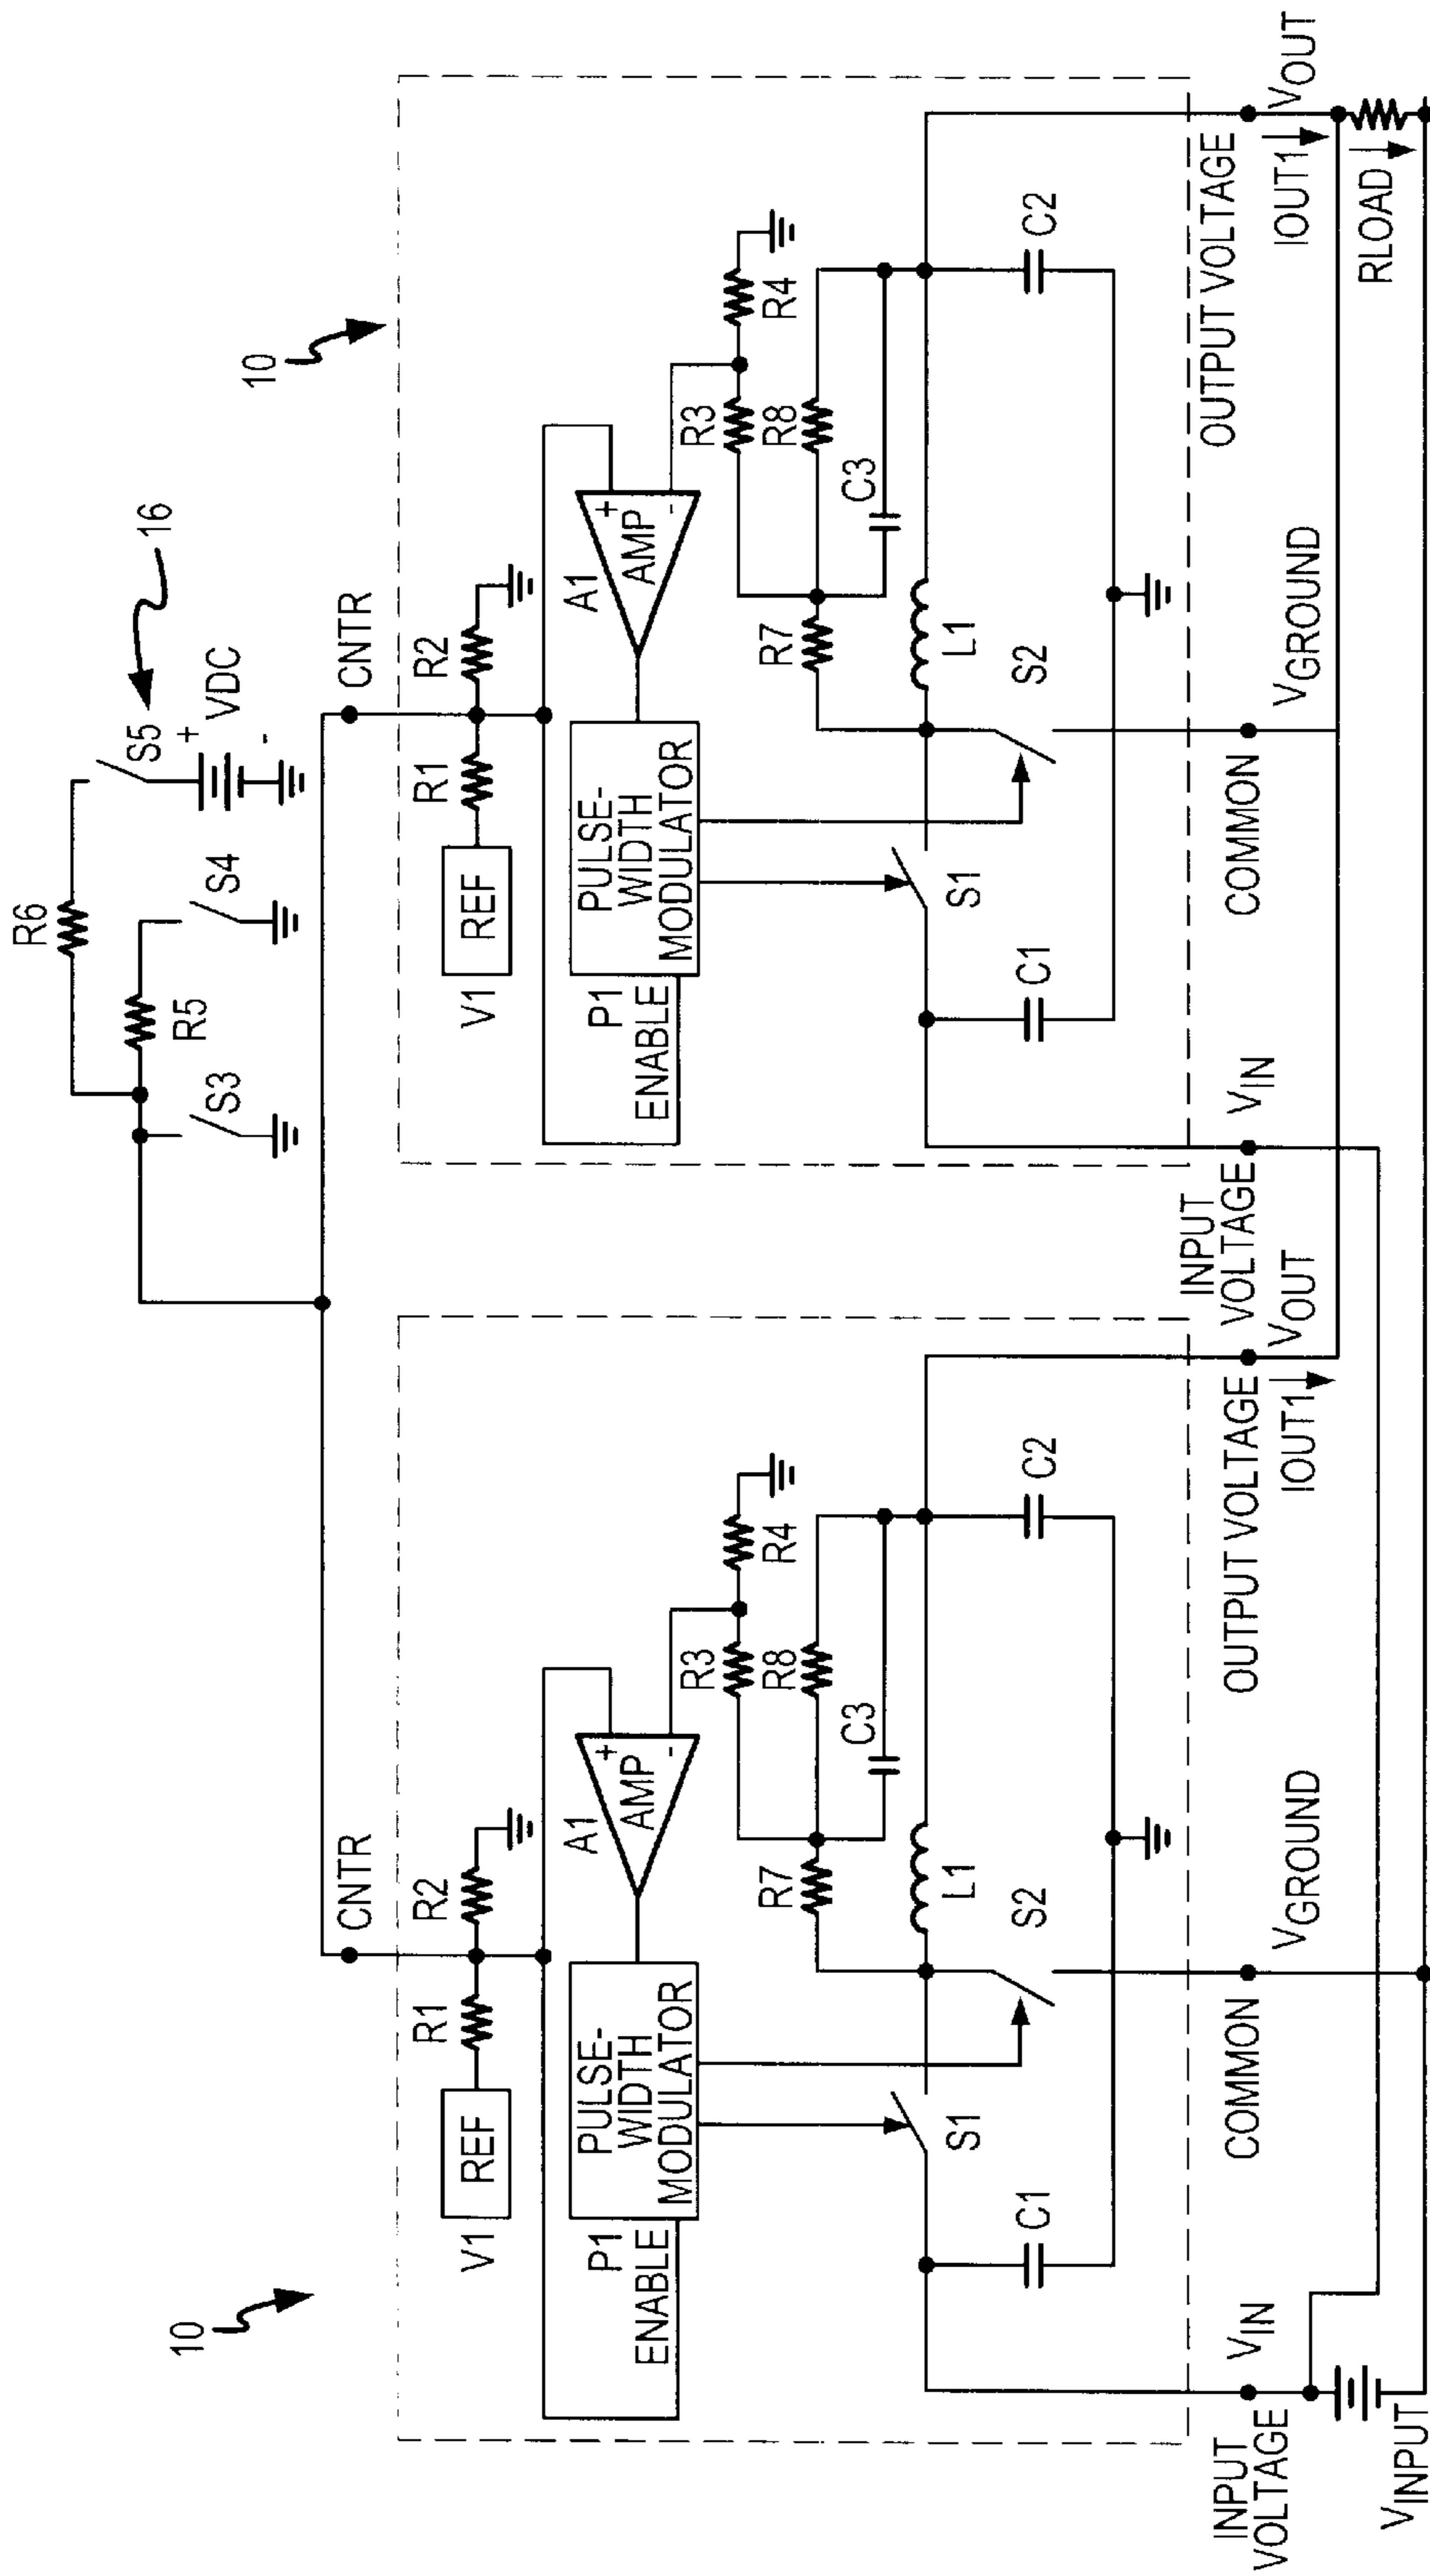 R6
R5
S3
S4
S5
+
VDC
-
16
10
10
CNTR
CNTR
V1
REF
R1
R2
A1
+
AMP
-
P1
ENABLE
PULSE-
WIDTH
MODULATOR
R3
R4
R7
R8
C3
L1
S1
S2
C1
C2
INPUT
VOLTAGE
VIN
COMMON
VGROUND
OUTPUT VOLTAGE
VOUT
IOUT1
VINPUT
V1
REF
R1
R2
A1
+
AMP
-
P1
ENABLE
PULSE-
WIDTH
MODULATOR
R3
R4
R7
R8
C3
L1
S1
S2
C1
C2
INPUT
VOLTAGE
VIN
COMMON
VGROUND
OUTPUT VOLTAGE
VOUT
IOUT1
RLOAD